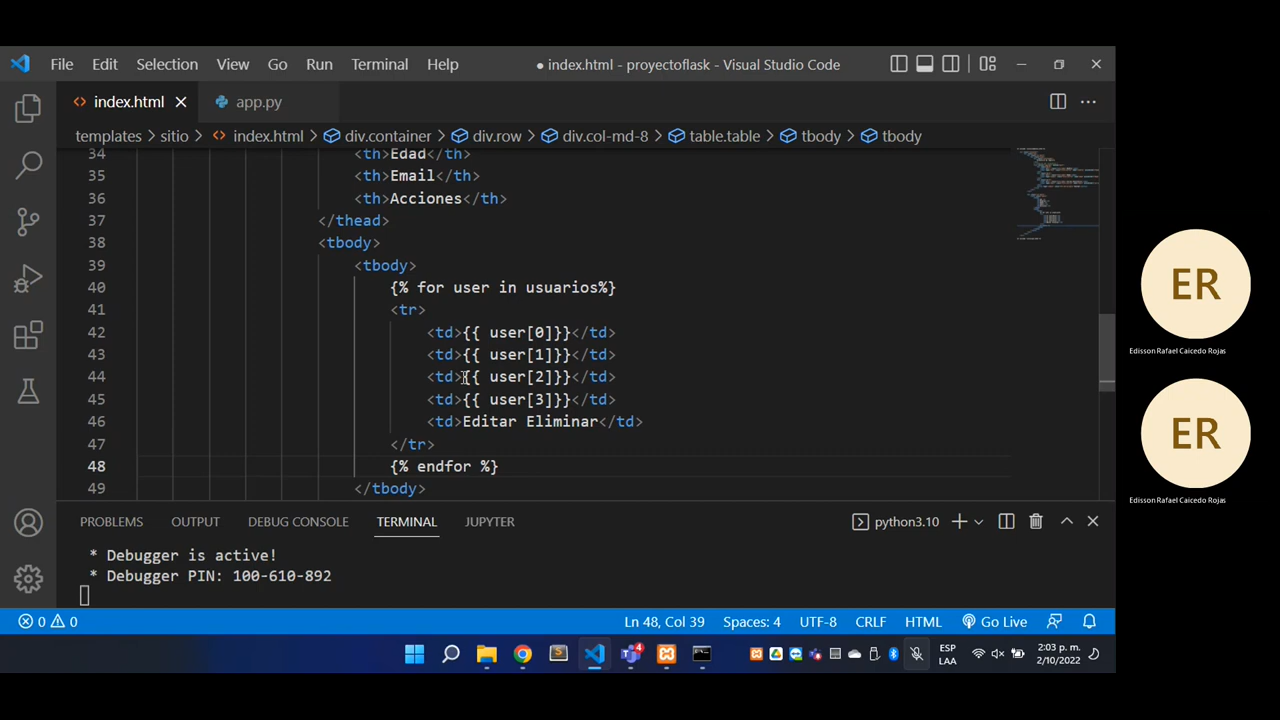 File Edit Selection View Go Run Terminal Help ● index.html - proyectoflask - Visual Studio Code
index.html app.py
templates > sitio > index.html > div.container > div.row > div.col-md-8 > table.table > tbody > tbody
34 <th>Edad</th>
35 <th>Email</th>
36 <th>Acciones</th>
37 </thead>
38 <tbody>
39 <tbody>
40 {% for user in usuarios%}
41 <tr>
42 <td>{{ user[0]}}</td>
43 <td>{{ user[1]}}</td>
44 <td>{{ user[2]}}</td>
45 <td>{{ user[3]}}</td>
46 <td>Editar Eliminar</td>
47 </tr>
48 {% endfor %}
49 </tbody>
PROBLEMS OUTPUT DEBUG CONSOLE TERMINAL JUPYTER python3.10
* Debugger is active!
* Debugger PIN: 100-610-892
0 0 Ln 48, Col 39 Spaces: 4 UTF-8 CRLF HTML Go Live
4 ESP 2:03 p. m.
LAA 2/10/2022
ER
Edisson Rafael Caicedo Rojas
ER
Edisson Rafael Caicedo Rojas